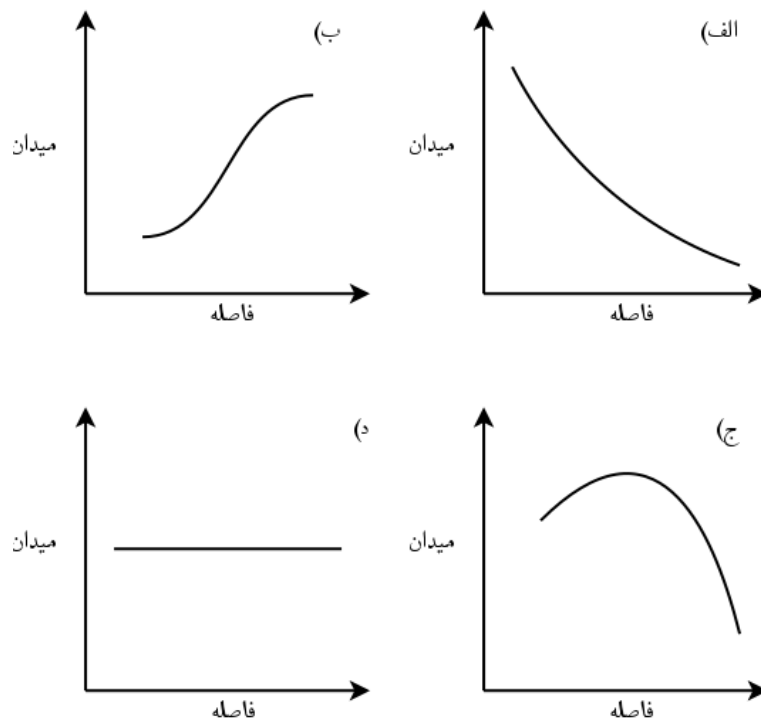 الف)
میدان
فاصله
ب)
میدان
فاصله
ج)
میدان
فاصله
د)
میدان
فاصله